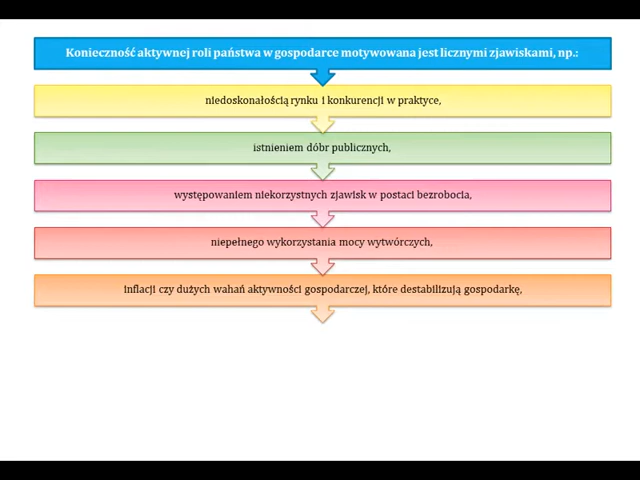 Konieczność aktywnej roli państwa w gospodarce motywowana jest licznymi zjawiskami, np.:
niedoskonałością rynku i konkurencji w praktyce,
istnieniem dóbr publicznych,
występowaniem niekorzystnych zjawisk w postaci bezrobocia,
niepełnego wykorzystania mocy wytwórczych,
inflacji czy dużych wahań aktywności gospodarczej, które destabilizują gospodarkę,